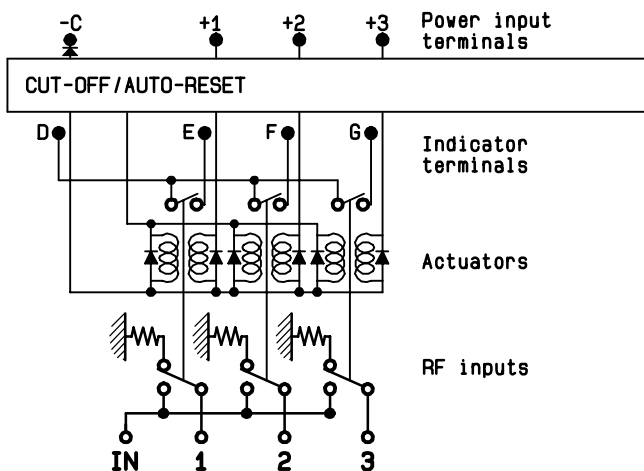 -C +1 +2 +3 Power input
terminals
CUT-OFF/AUTO-RESET
D E F G Indicator
terminals
Actuators
RF inputs
IN 1 2 3